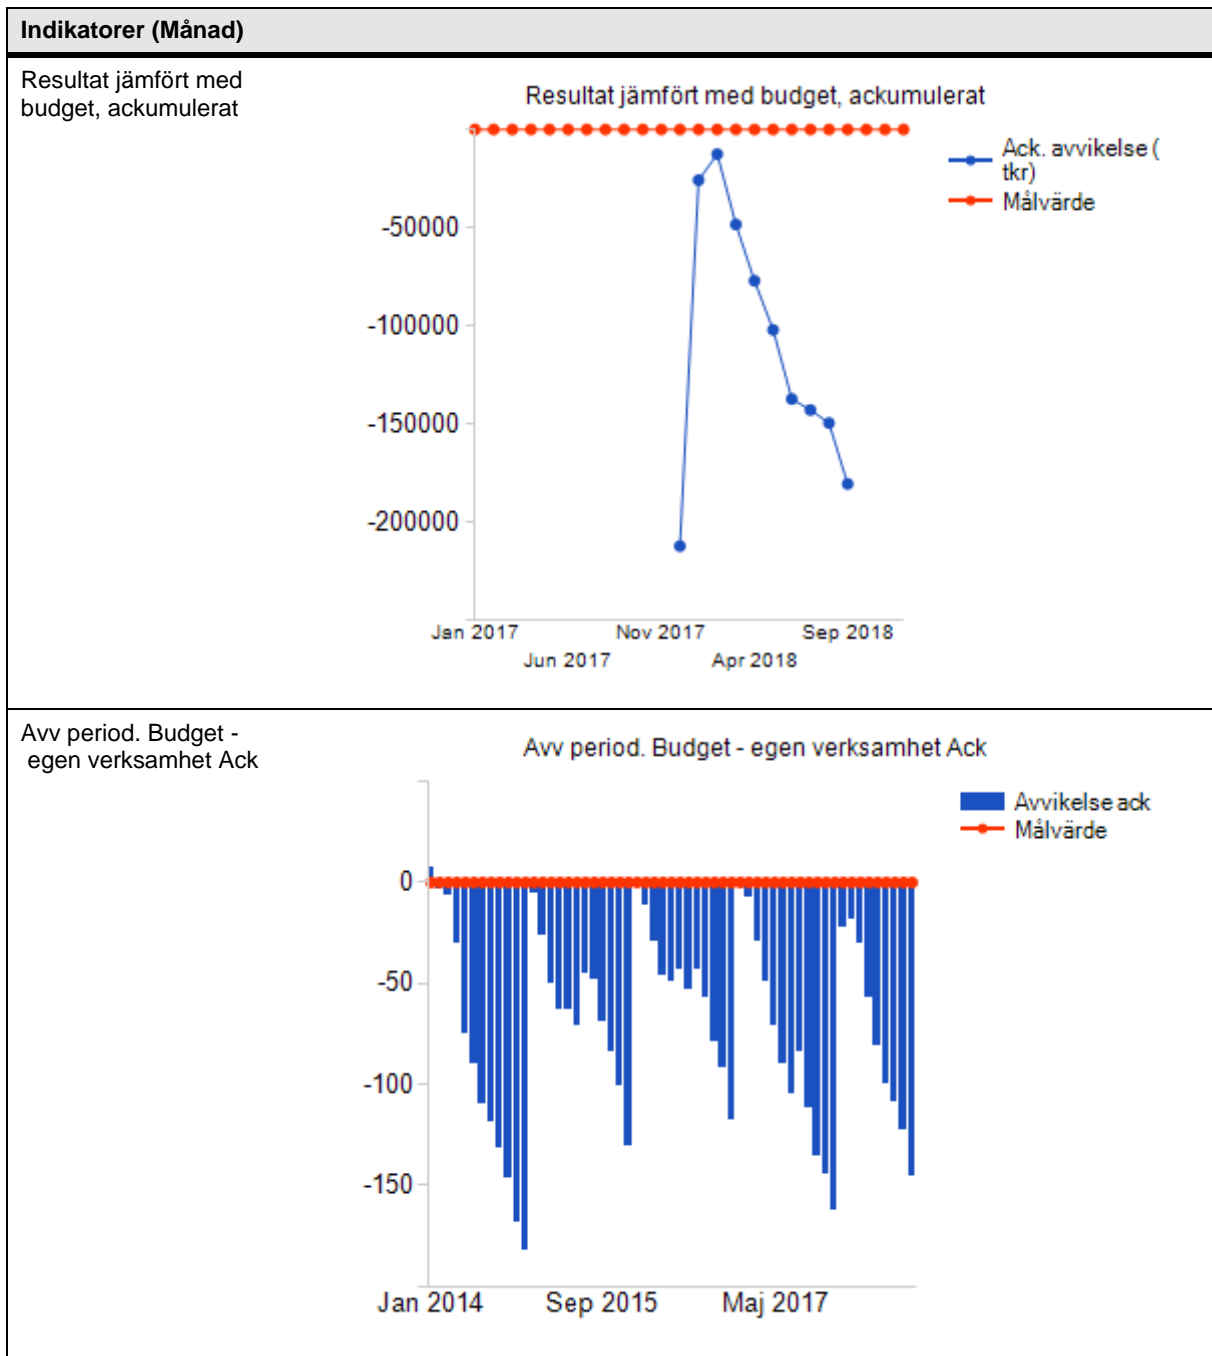 Indikatorer (Månad)
Resultat jämfört med
budget, ackumulerat
Resultat jämfört med budget, ackumulerat
Ack. avvikelse (
tkr)
Målvärde
-50000
-100000
-150000
-200000
Jan 2017
Nov 2017
Sep 2018
Jun 2017
Apr 2018
Avv period. Budget -
egen verksamhet Ack
Avv period. Budget - egen verksamhet Ack
Avvikelse ack
Målvärde
0
-50
-100
-150
Jan 2014
Sep 2015
Maj 2017